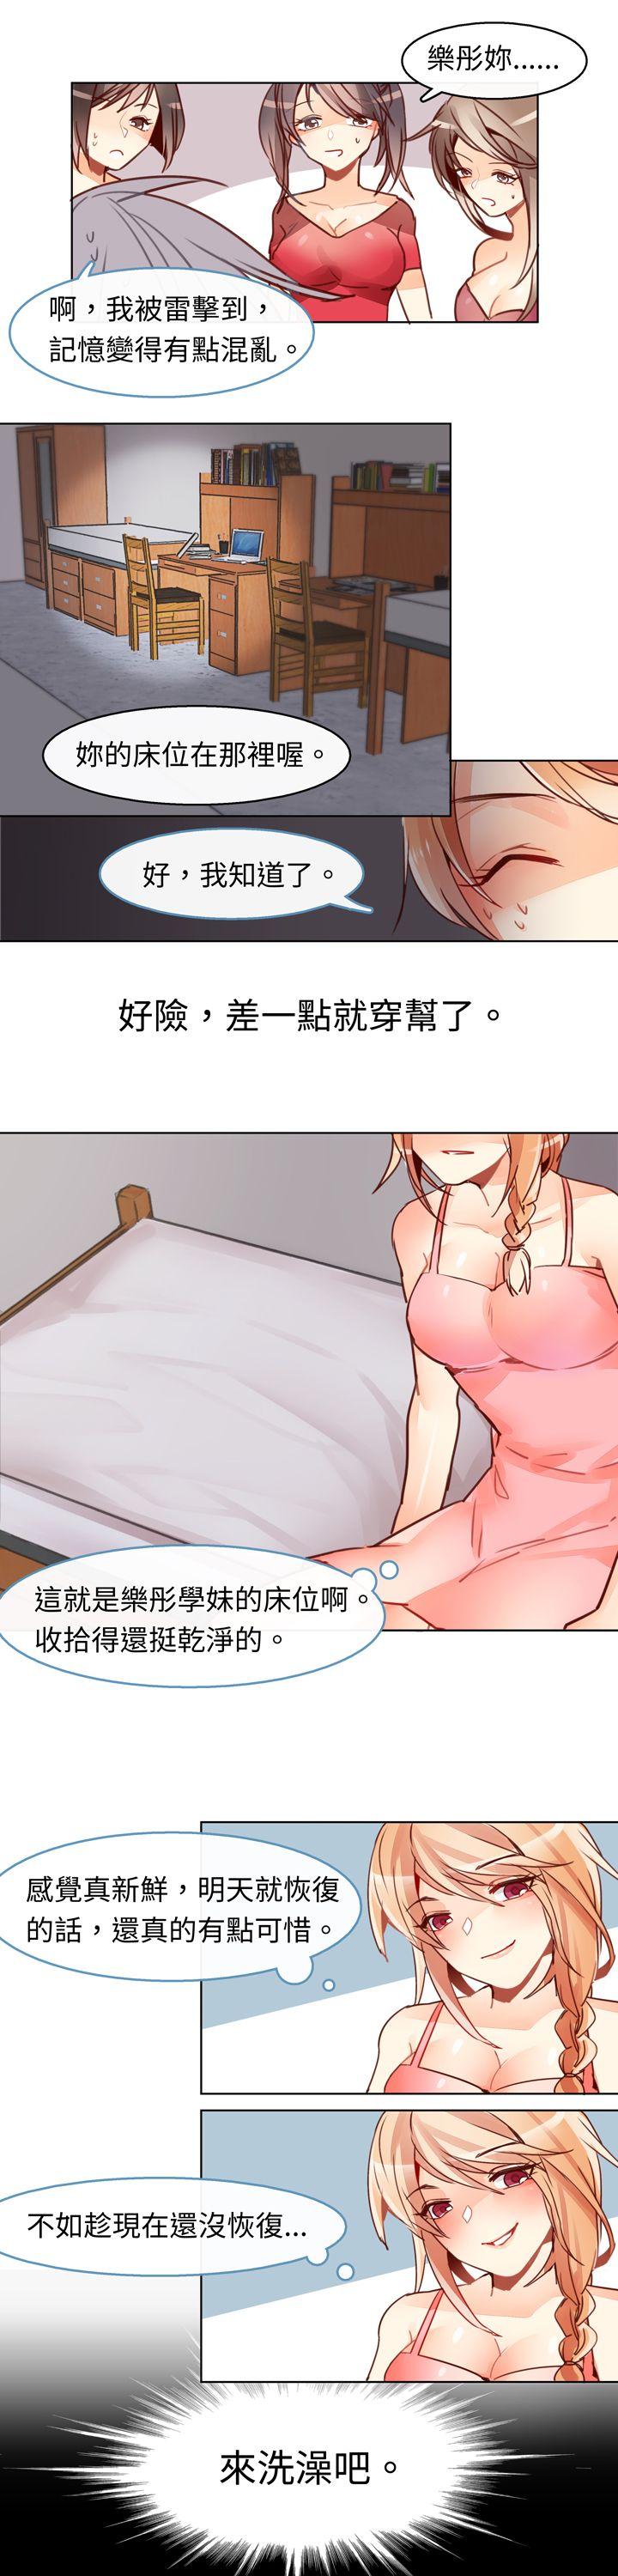 樂彤妳……
啊，我被雷擊到，
記憶變得有點混亂。
妳的床位在那裡喔。
好，我知道了。
好險，差一點就穿幫了。
這就是樂彤學妹的床位啊。
收拾得還挺乾淨的。
感覺真新鮮，明天就恢復
的話，還真的有點可惜。
不如趁現在還沒恢復...
來洗澡吧。